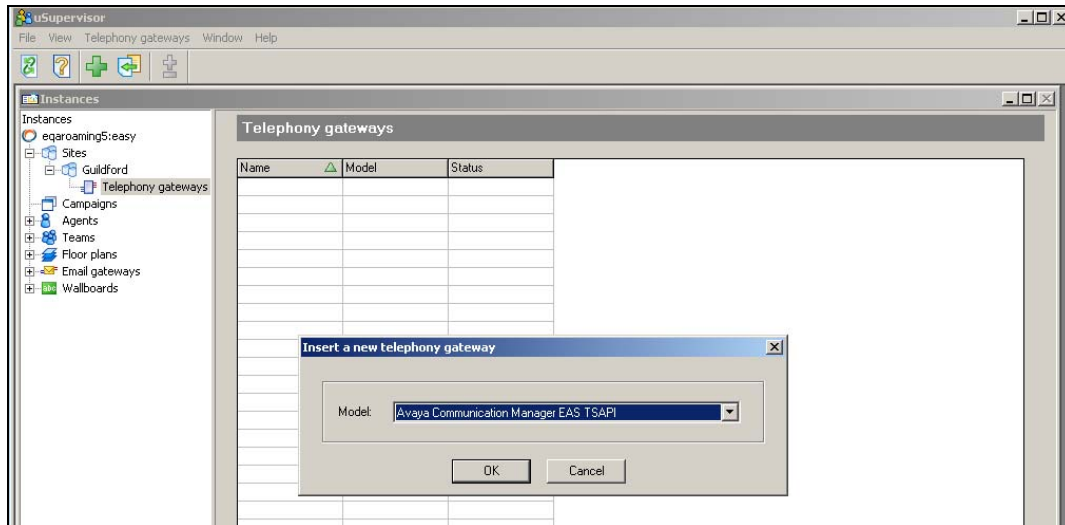 uSupervisor
File View Telephony gateways Window Help
Instances
Instances
eqaroaming5:easy
Sites
Guildford
Telephony gateways
Campaigns
Agents
Teams
Floor plans
Email gateways
abc Wallboards
Telephony gateways
Name Model Status
Insert a new telephony gateway
Model: Avaya Communication Manager EAS TSAPI
OK Cancel